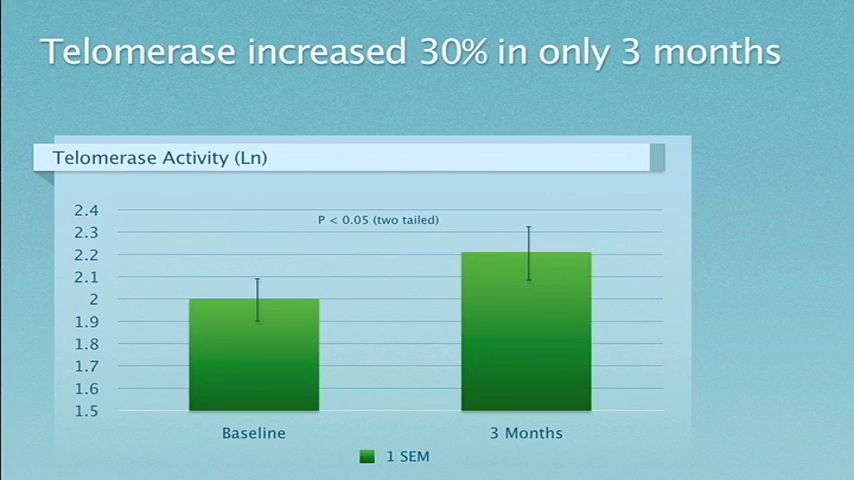 Telomerase increased 30% in only 3 months
Telomerase Activity (Ln)
P < 0.05 (two tailed)
2.4
2.3
2.2
2.1
2
1.9
1.8
1.7
1.6
1.5
Baseline
3 Months
1 SEM